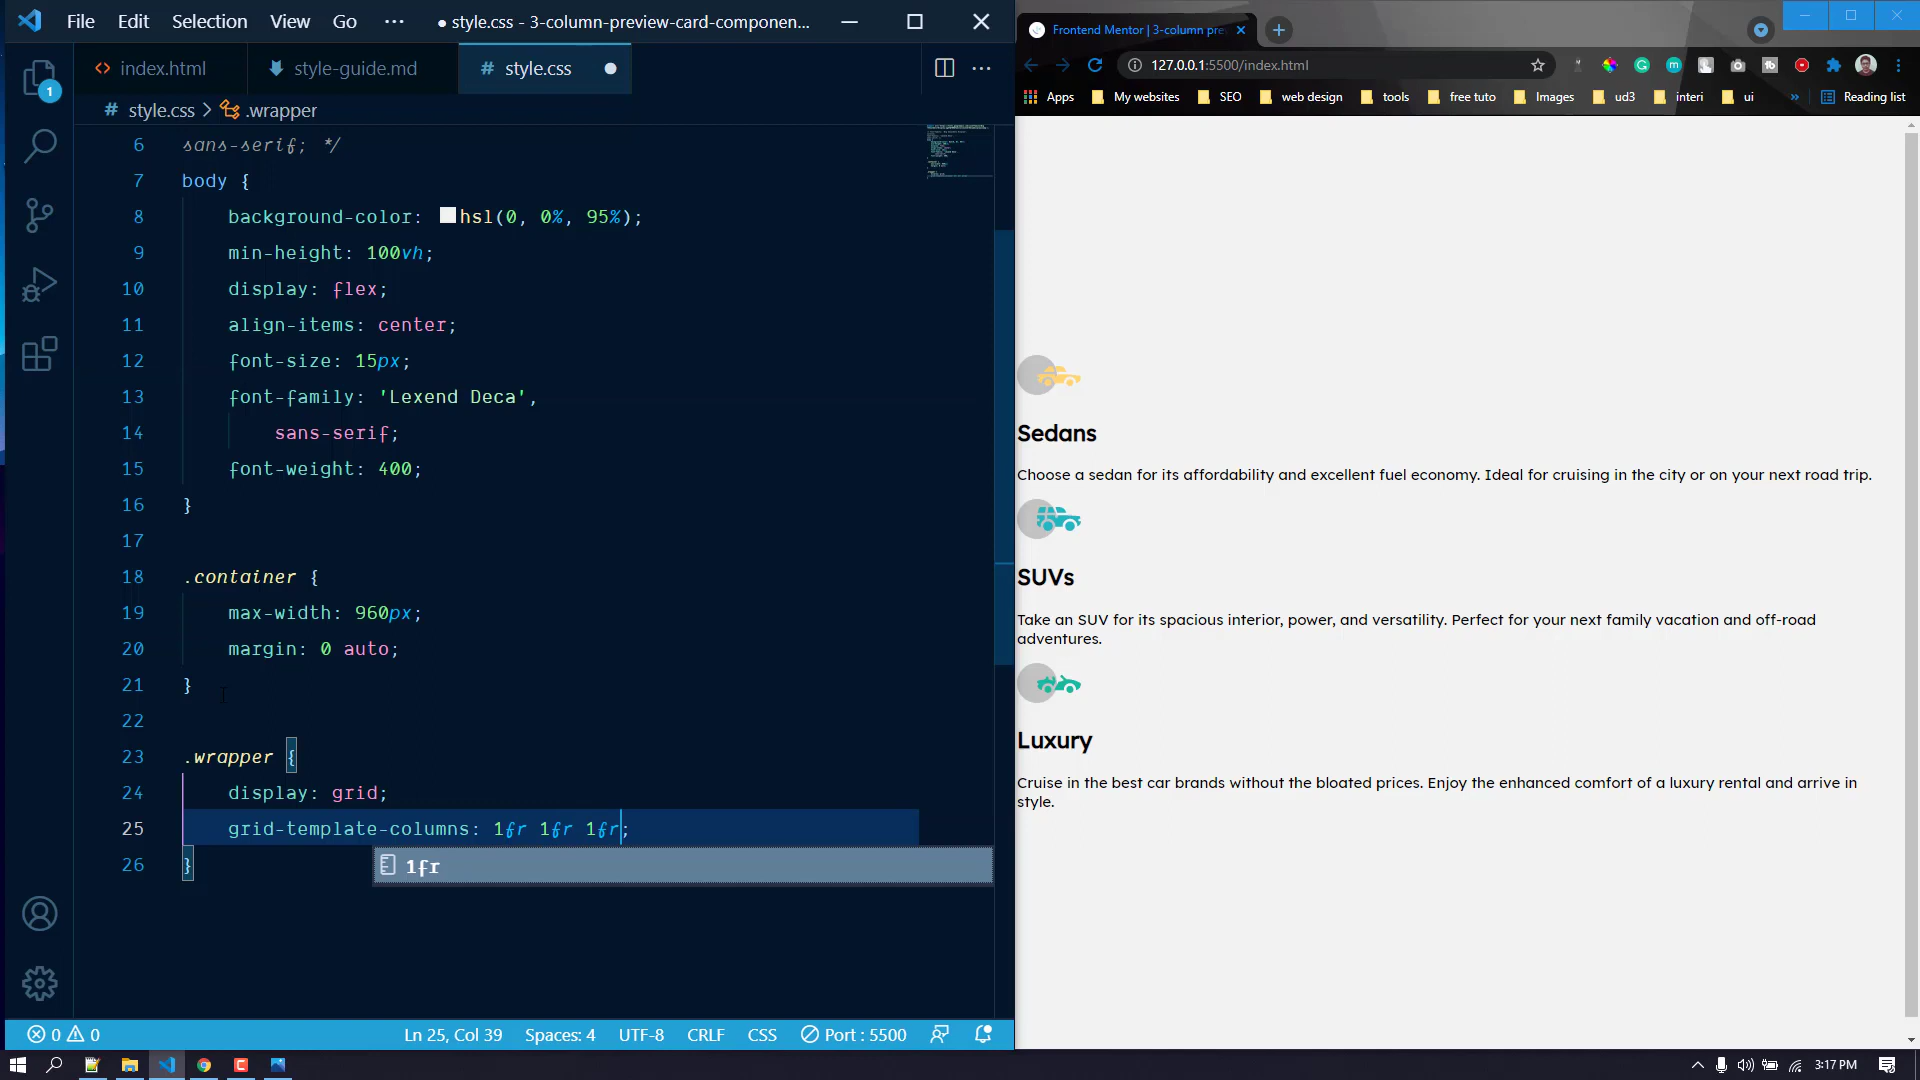 File Edit Selection View Go ··· ● style.css - 3-column-preview-card-componen...
index.html style-guide.md # style.css ●
# style.css > .wrapper
6 sans-serif; */
7 body {
8 background-color: hsl(0, 0%, 95%);
9 min-height: 100vh;
10 display: flex;
11 align-items: center;
12 font-size: 15px;
13 font-family: 'Lexend Deca',
14 sans-serif;
15 font-weight: 400;
16 }
17
18 .container {
19 max-width: 960px;
20 margin: 0 auto;
21 }
22
23 .wrapper {
24 display: grid;
25 grid-template-columns: 1fr 1fr 1fr;
26 }
1fr
1
0 0 Ln 25, Col 39 Spaces: 4 UTF-8 CRLF CSS Port : 5500
Frontend Mentor | 3-column pre
127.0.0.1:5500/index.html
Apps My websites SEO web design tools free tuto Images ud3 interi ui » Reading list
Sedans
Choose a sedan for its affordability and excellent fuel economy. Ideal for cruising in the city or on your next road trip.
SUVs
Take an SUV for its spacious interior, power, and versatility. Perfect for your next family vacation and off-road
adventures.
Luxury
Cruise in the best car brands without the bloated prices. Enjoy the enhanced comfort of a luxury rental and arrive in
style.
3:17 PM